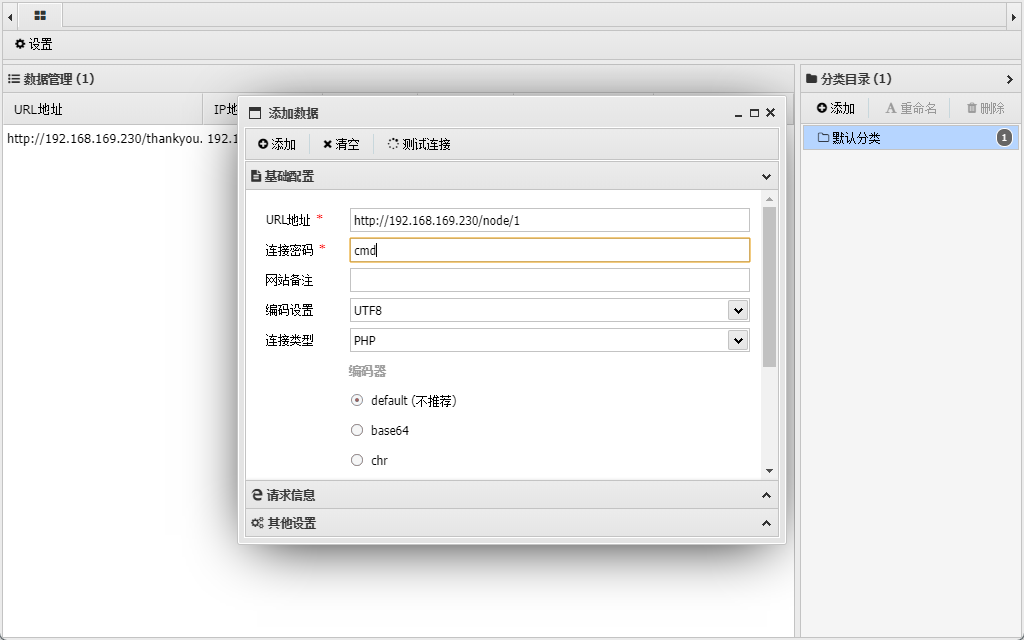 设置
数据管理 (1)
URL地址 IP地
http://192.168.169.230/thankyou. 192.1
添加数据
添加 清空 测试连接
基础配置
URL地址 * http://192.168.169.230/node/1
连接密码 * cmd
网站备注
编码设置 UTF8
连接类型 PHP
编码器
default (不推荐)
base64
chr
请求信息
其他设置
分类目录 (1)
添加 A 重命名 删除
默认分类 1